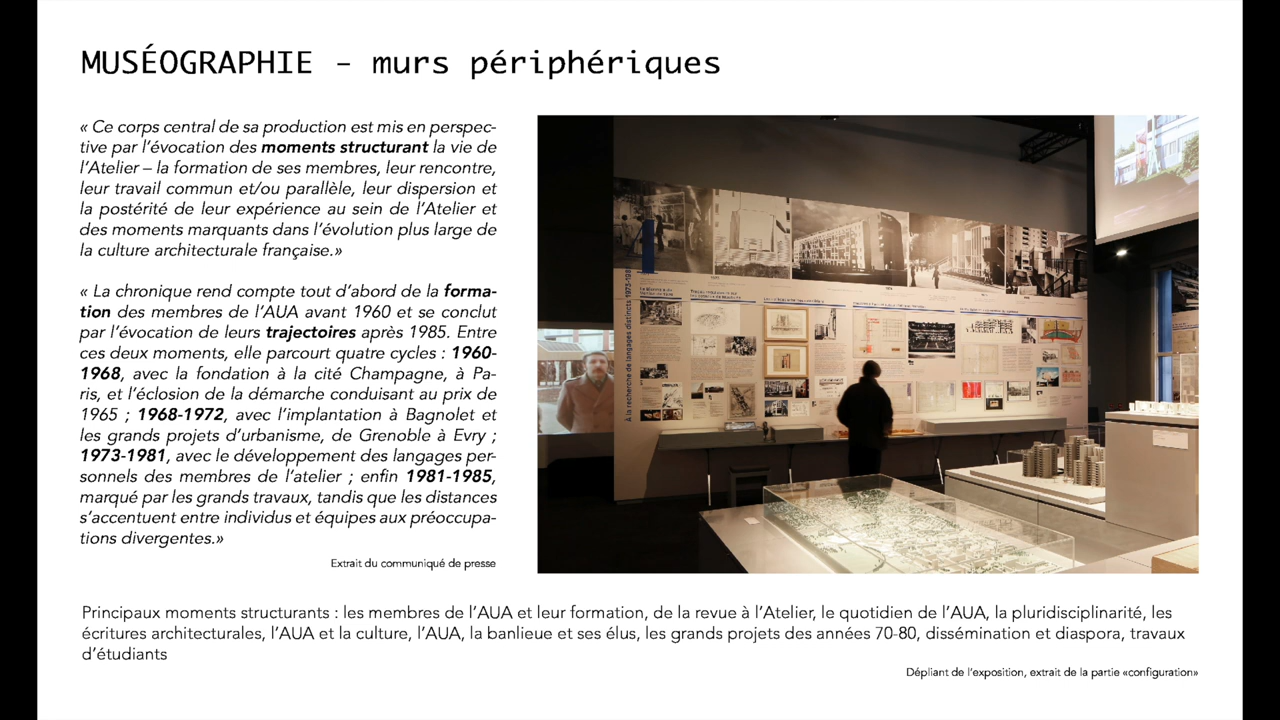 MUSÉOGRAPHIE – murs périphériques
« Ce corps central de sa production est mis en perspec-
tive par l’évocation des moments structurant la vie de
l’Atelier – la formation de ses membres, leur rencontre,
leur travail commun et/ou parallèle, leur dispersion et
la postérité de leur expérience au sein de l’Atelier et
des moments marquants dans l’évolution plus large de
la culture architecturale française.»
« La chronique rend compte tout d’abord de la forma-
tion des membres de l’AUA avant 1960 et se conclut
par l’évocation de leurs trajectoires après 1985. Entre
ces deux moments, elle parcourt quatre cycles : 1960-
1968, avec la fondation à la cité Champagne, à Pa-
ris, et l’éclosion de la démarche conduisant au prix de
1965 ; 1968-1972, avec l’implantation à Bagnolet et
les grands projets d’urbanisme, de Grenoble à Evry ;
1973-1981, avec le développement des langages per-
sonnels des membres de l’atelier ; enfin 1981-1985,
marqué par les grands travaux, tandis que les distances
s’accentuent entre individus et équipes aux préoccupa-
tions divergentes.»
Extrait du communiqué de presse
À la recherche de langages distincts
Principaux moments structurants : les membres de l’AUA et leur formation, de la revue à l’Atelier, le quotidien de l’AUA, la pluridisciplinarité, les
écritures architecturales, l’AUA et la culture, l’AUA, la banlieue et ses élus, les grands projets des années 70-80, dissémination et diaspora, travaux
d’étudiants
Dépliant de l’exposition, extrait de la partie «configuration»